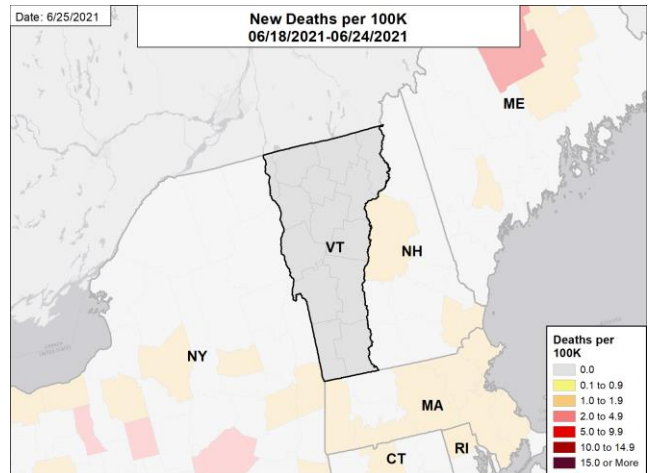 Date: 6/25/2021
New Deaths per 100K
06/18/2021-06/24/2021
ME
VT
NH
NY
MA
CT
RI
Deaths per
100K
0.0
0.1 to 0.9
1.0 to 1.9
2.0 to 4.9
5.0 to 9.9
10.0 to 14.9
15.0 or More